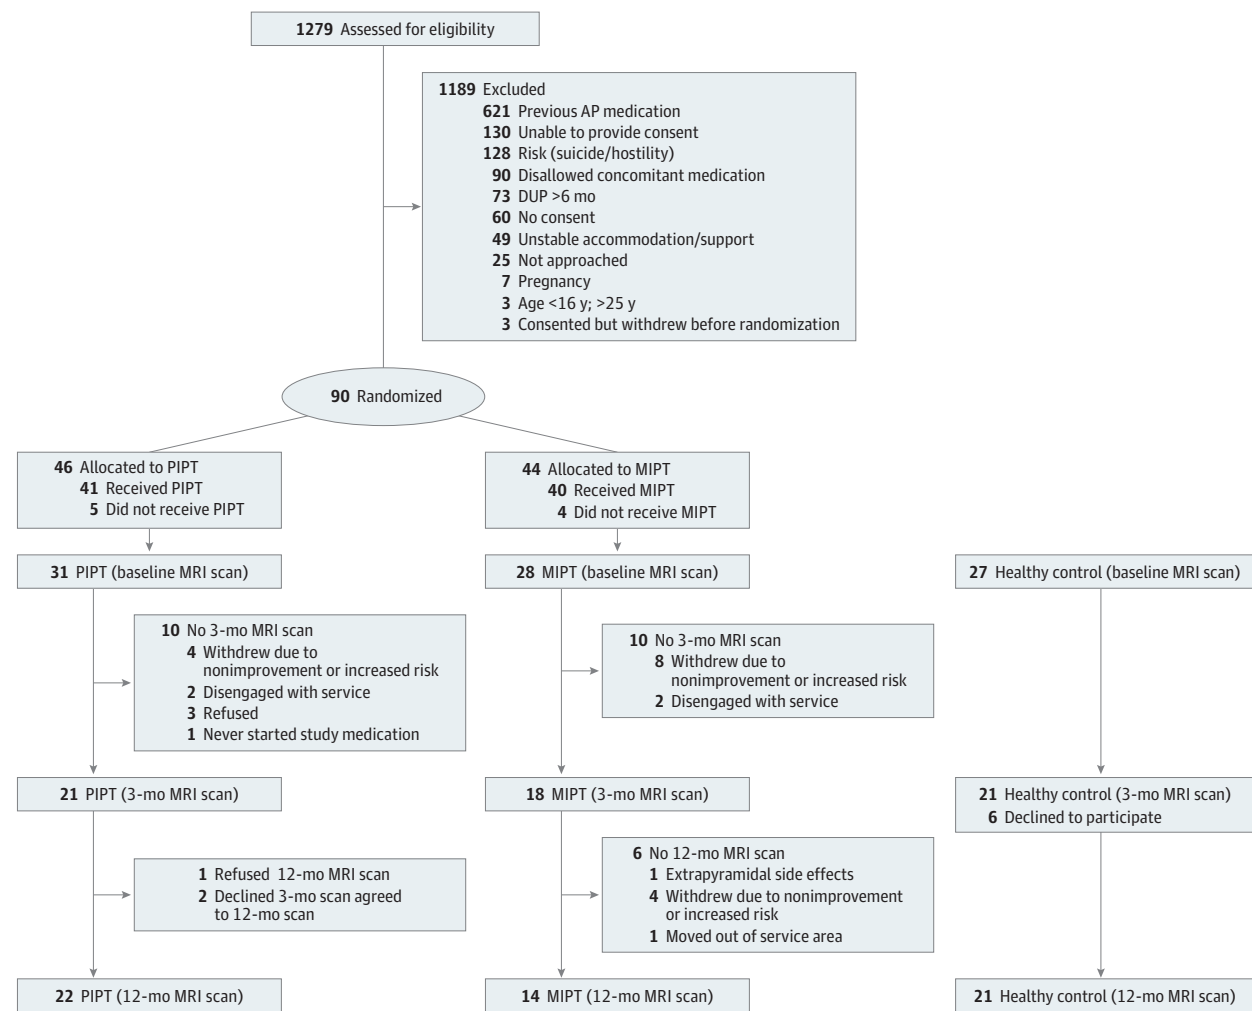 1279 Assessed for eligibility
1189 Excluded
621 Previous AP medication
130 Unable to provide consent
128 Risk (suicide/hostility)
90 Disallowed concomitant medication
73 DUP >6 mo
60 No consent
49 Unstable accommodation/support
25 Not approached
7 Pregnancy
3 Age <16 y; >25 y
3 Consented but withdrew before randomization
90 Randomized
46 Allocated to PIPT
41 Received PIPT
5 Did not receive PIPT
44 Allocated to MIPT
40 Received MIPT
4 Did not receive MIPT
31 PIPT (baseline MRI scan)
28 MIPT (baseline MRI scan)
27 Healthy control (baseline MRI scan)
10 No 3-mo MRI scan
4 Withdrew due to
nonimprovement or increased risk
2 Disengaged with service
3 Refused
1 Never started study medication
10 No 3-mo MRI scan
8 Withdrew due to
nonimprovement or increased risk
2 Disengaged with service
21 PIPT (3-mo MRI scan)
18 MIPT (3-mo MRI scan)
21 Healthy control (3-mo MRI scan)
6 Declined to participate
1 Refused 12-mo MRI scan
2 Declined 3-mo scan agreed
to 12-mo scan
6 No 12-mo MRI scan
1 Extrapyramidal side effects
4 Withdrew due to nonimprovement
or increased risk
1 Moved out of service area
22 PIPT (12-mo MRI scan)
14 MIPT (12-mo MRI scan)
21 Healthy control (12-mo MRI scan)